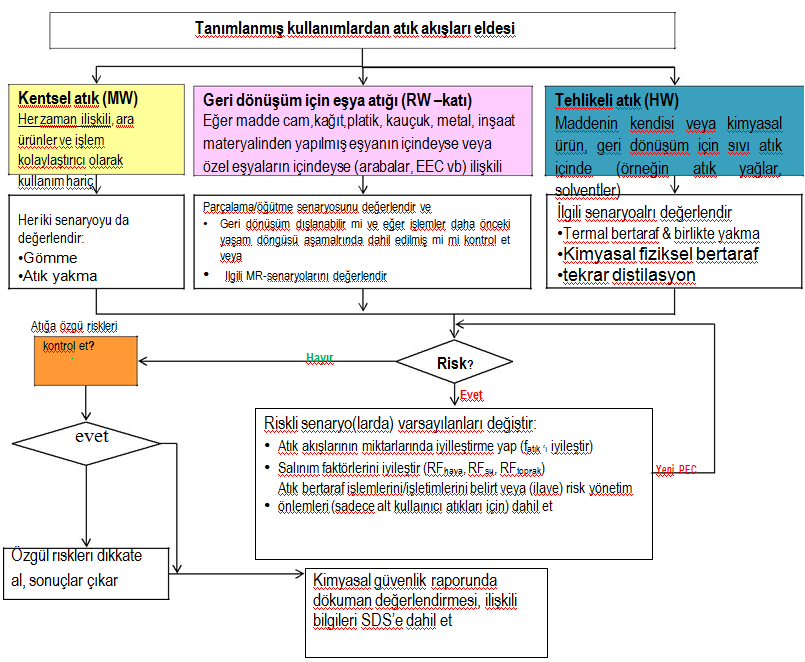 Tanımlanmış kullanımlardan atık akışları eldesi
Kentsel atık (MW)
Her zaman ilişkili, ara
ürünler ve işlem
kolaylaştırıcı olarak
kullanım hariç
Geri dönüşüm için eşya atığı (RW –katı)
Eğer madde cam,kağıt,platik, kauçuk, metal, inşaat
materyalinden yapılmış eşyanın içindeyse veya
özel eşyaların içindeyse (arabalar, EEC vb) ilişkili
Tehlikeli atık (HW)
Maddenin kendisi veya kimyasal
ürün, geri dönüşüm için sıvı atık
içinde (örneğin atık yağlar,
solventler)
Her iki senaryoyu da
değerlendir:
•Gömme
•Atık yakma
Parçalama/öğütme senaryosunu değerlendir ve
• Geri dönüşüm dışlanabilir mi ve eğer işlemler daha önceki
yaşam döngüsü aşamalrında dahil edilmiş mi mi kontrol et
veya
• İlgili MR-senaryolarını değerlendir
İlgili senaryoalrı değerlendir
•Termal bertaraf & birlikte yakma
•Kimyasal fiziksel bertaraf
•tekrar distilasyon
Atığa özgü riskleri
kontrol et?
Hayır
Risk?
Evet
evet
Riskli senaryo(larda) varsayılanları değiştir:
• Atık akışlarının miktarlarında iyilleştirme yap (fatık 'ı iyileştir)
• Salınım faktörlerini iyileştir (RFhava, RFsu, RFtoprak)
Atık bertaraf işlemlerini/işletimlerini belirt veya (ilave) risk yönetim
• önlemleri (sadece alt kullaınıcı atıkları için) dahil et
Yeni PEC
Özgül riskleri dikkate
al, sonuçlar çıkar
Kimyasal güvenlik raporunda
dökuman değerlendirmesi, ilişkili
bilgileri SDS'e dahil et